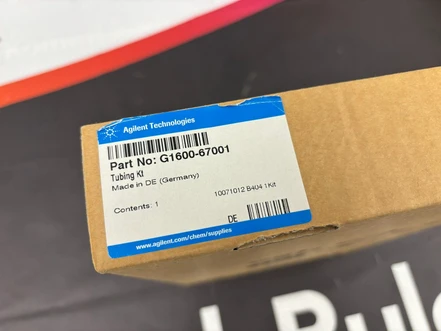 Agilent Technologies
Part No: G1600-67001
Tubing Kt
Made in DE (Germany)
Contents: 1
10071012 B404 1Kit
DE
www.agilent.com/chem/supplies